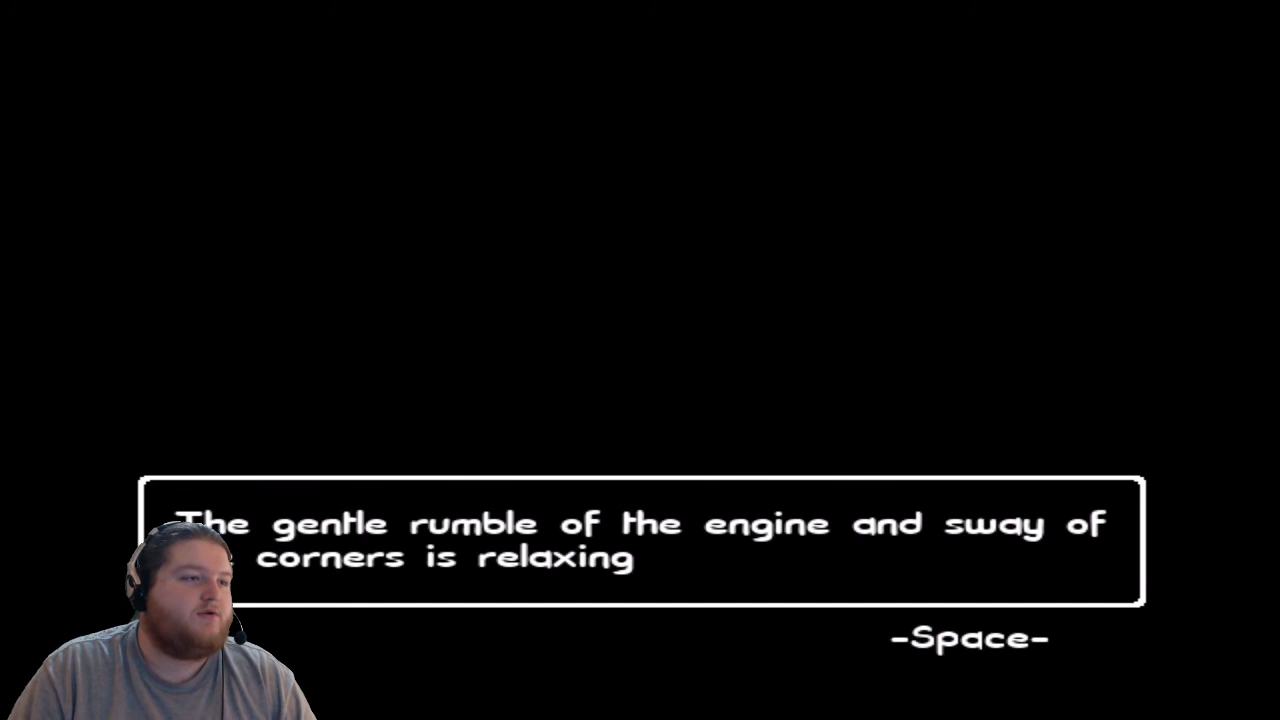 The gentle rumble of the engine and sway of
corners is relaxing
-Space-